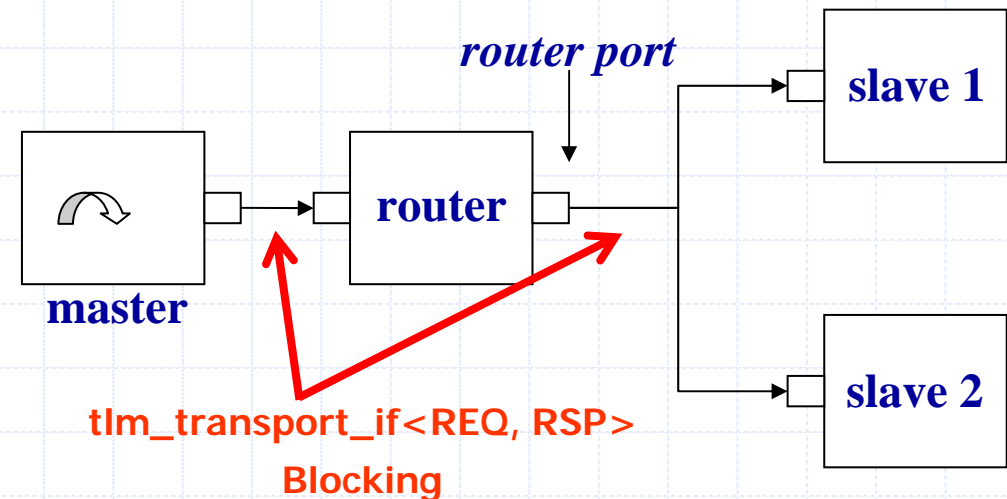 router port
slave 1
router
master
slave 2
tlm_transport_if<REQ, RSP>
Blocking